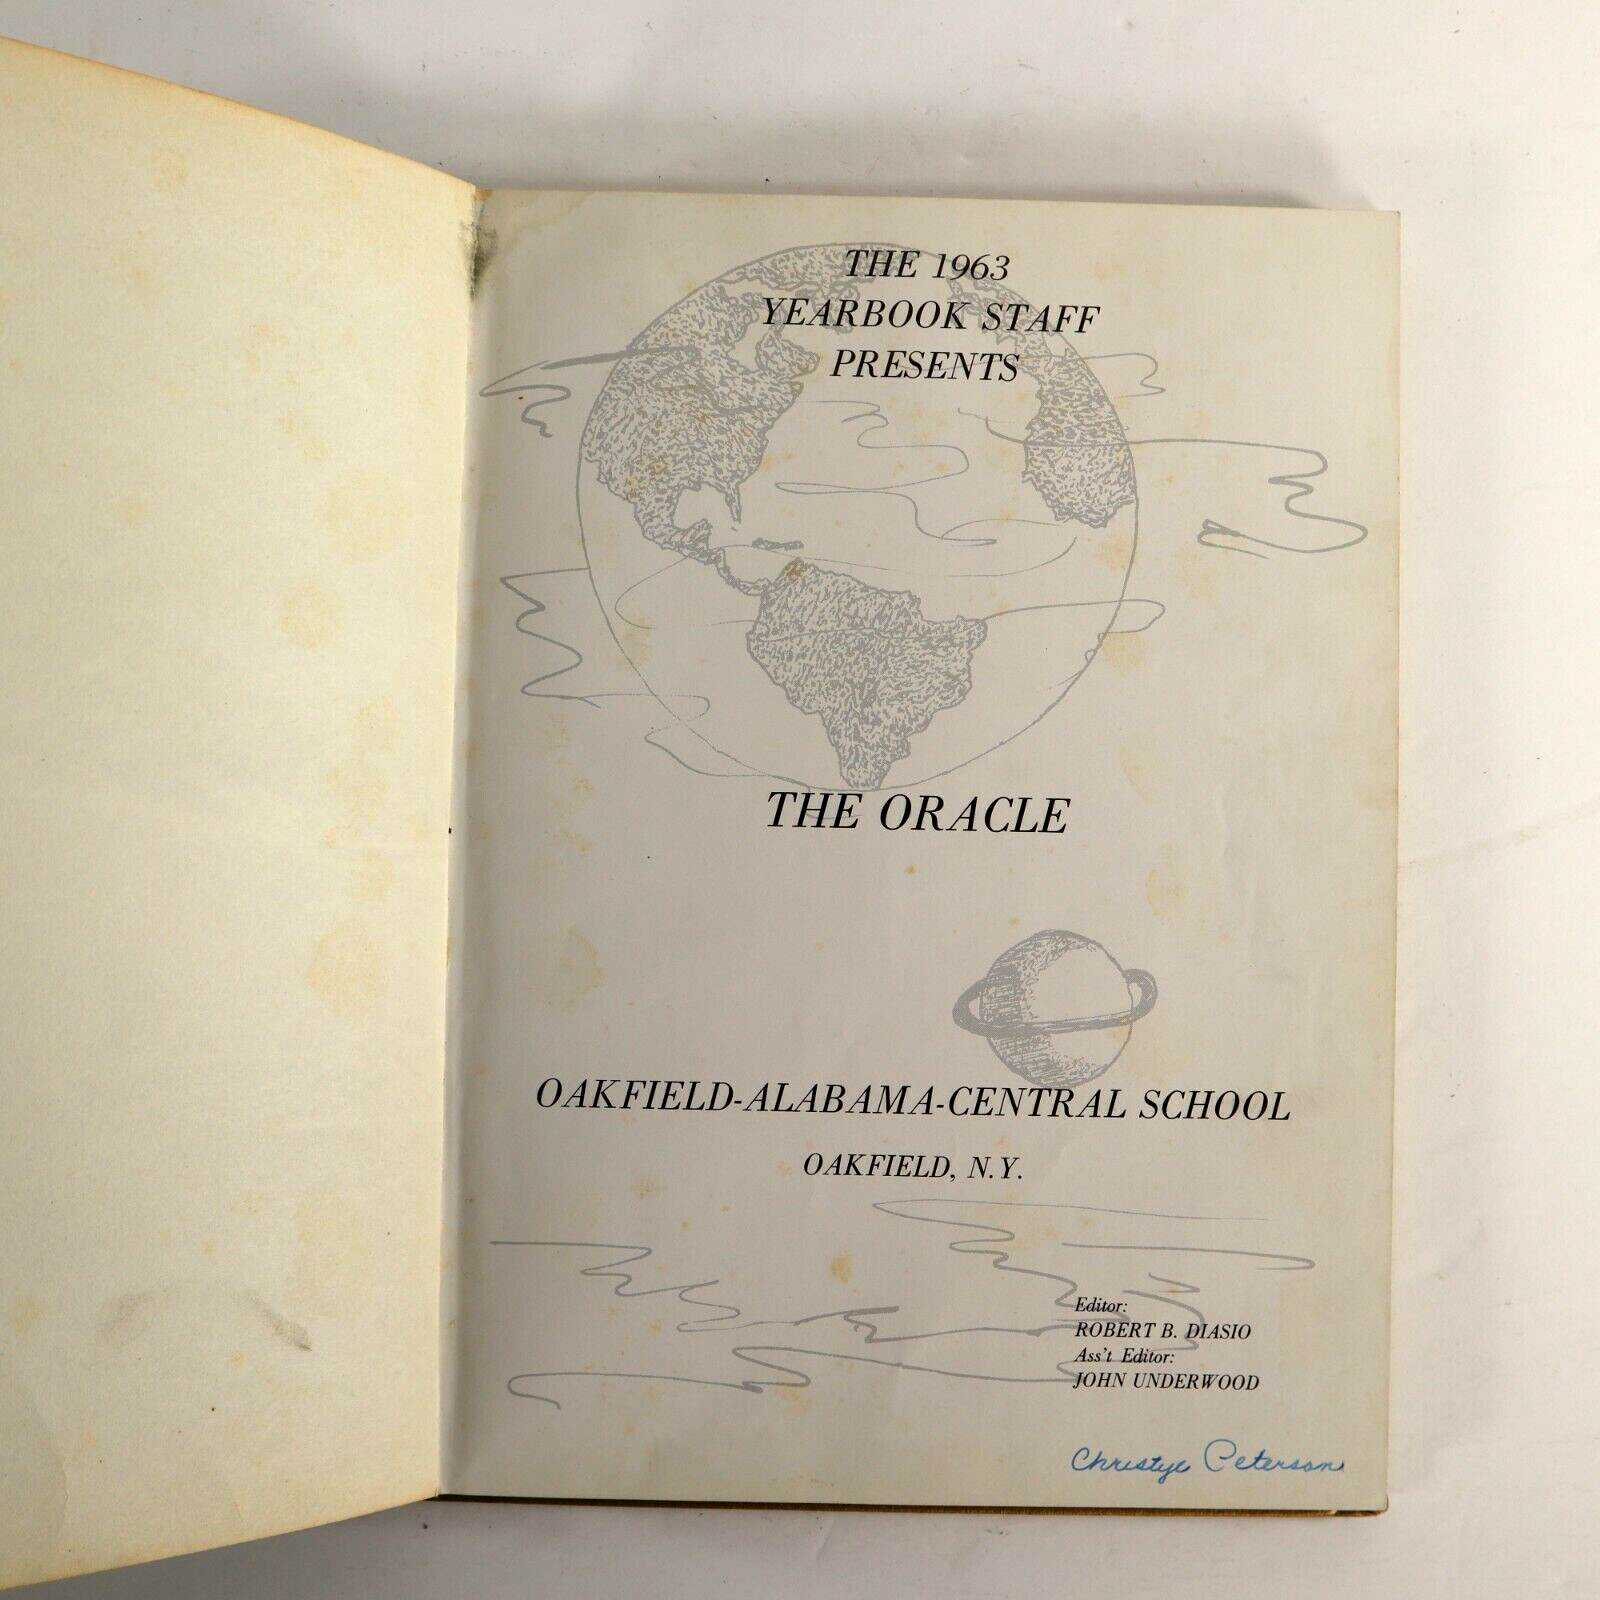 THE 1963
YEARBOOK STAFF
PRESENTS
THE ORACLE
OAKFIELD-ALABAMA-CENTRAL SCHOOL
OAKFIELD, N.Y.
Editor:
ROBERT B. DIASIO
Ass't Editor:
JOHN UNDERWOOD
Christye Peterson